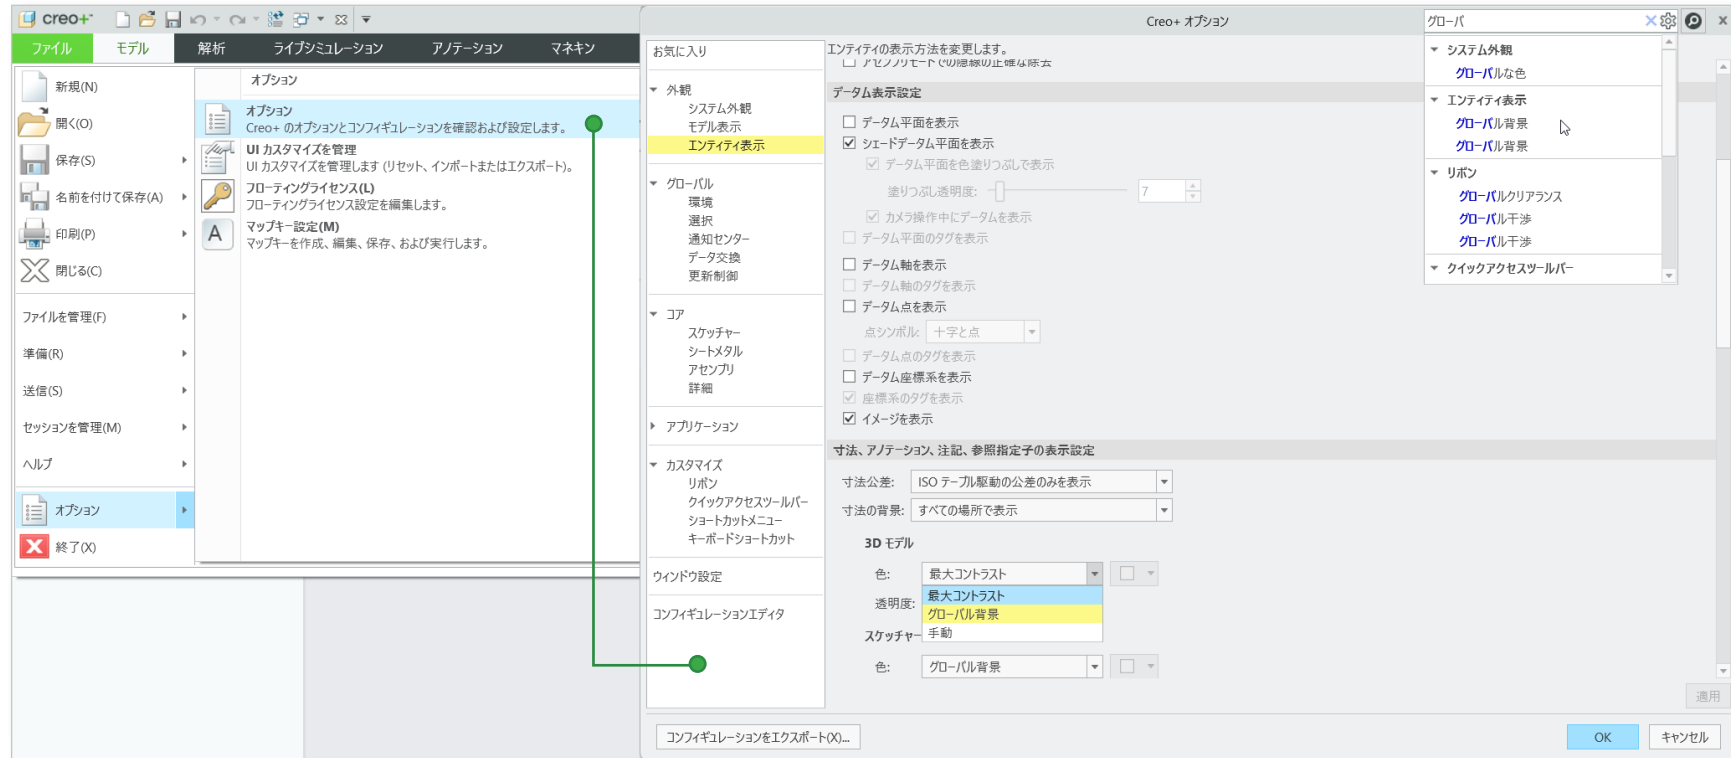 creo+
ファイル
モデル
解析
ライブシミュレーション
アノテーション
マネキン
新規(N)
開く(O)
保存(S)
名前を付けて保存(A)
印刷(P)
閉じる(C)
ファイルを管理(F)
準備(R)
送信(S)
セッションを管理(M)
ヘルプ
オプション
終了(X)
オプション
オプション
Creo+ のオプションとコンフィギュレーションを確認および設定します。
UI カスタマイズを管理
UI カスタマイズを管理します (リセット、インポートまたはエクスポート)。
フローティングライセンス(L)
フローティングライセンス設定を編集します。
マップキー設定(M)
マップキーを作成、編集、保存、および実行します。
Creo+ オプション
お気に入り
外観
システム外観
モデル表示
エンティティ表示
グローバル
環境
選択
通知センター
データ交換
更新制御
コア
スケッチャー
シートメタル
アセンブリ
詳細
アプリケーション
カスタマイズ
リボン
クイックアクセスツールバー
ショートカットメニュー
キーボードショートカット
ウィンドウ設定
コンフィギュレーションエディタ
エンティティの表示方法を変更します。
アセンブリモードでの隠線の正確な除去
データム表示設定
データム平面を表示
シェードデータム平面を表示
データム平面を色塗りつぶしで表示
塗りつぶし透明度:
7
カメラ操作中にデータムを表示
データム平面のタグを表示
データム軸を表示
データム軸のタグを表示
データム点を表示
点シンボル: 十字と点
データム点のタグを表示
データム座標系を表示
座標系のタグを表示
イメージを表示
寸法、アノテーション、注記、参照指定子の表示設定
寸法公差: ISO テーブル駆動の公差のみを表示
寸法の背景: すべての場所で表示
3D モデル
色: 最大コントラスト
透明度: 最大コントラスト
グローバル背景
スケッチャー 手動
色: グローバル背景
グローバ
システム外観
グローバルな色
エンティティ表示
グローバル背景
グローバル背景
リボン
グローバルクリアランス
グローバル干渉
グローバル干渉
クイックアクセスツールバー
適用
コンフィギュレーションをエクスポート(X)...
OK
キャンセル